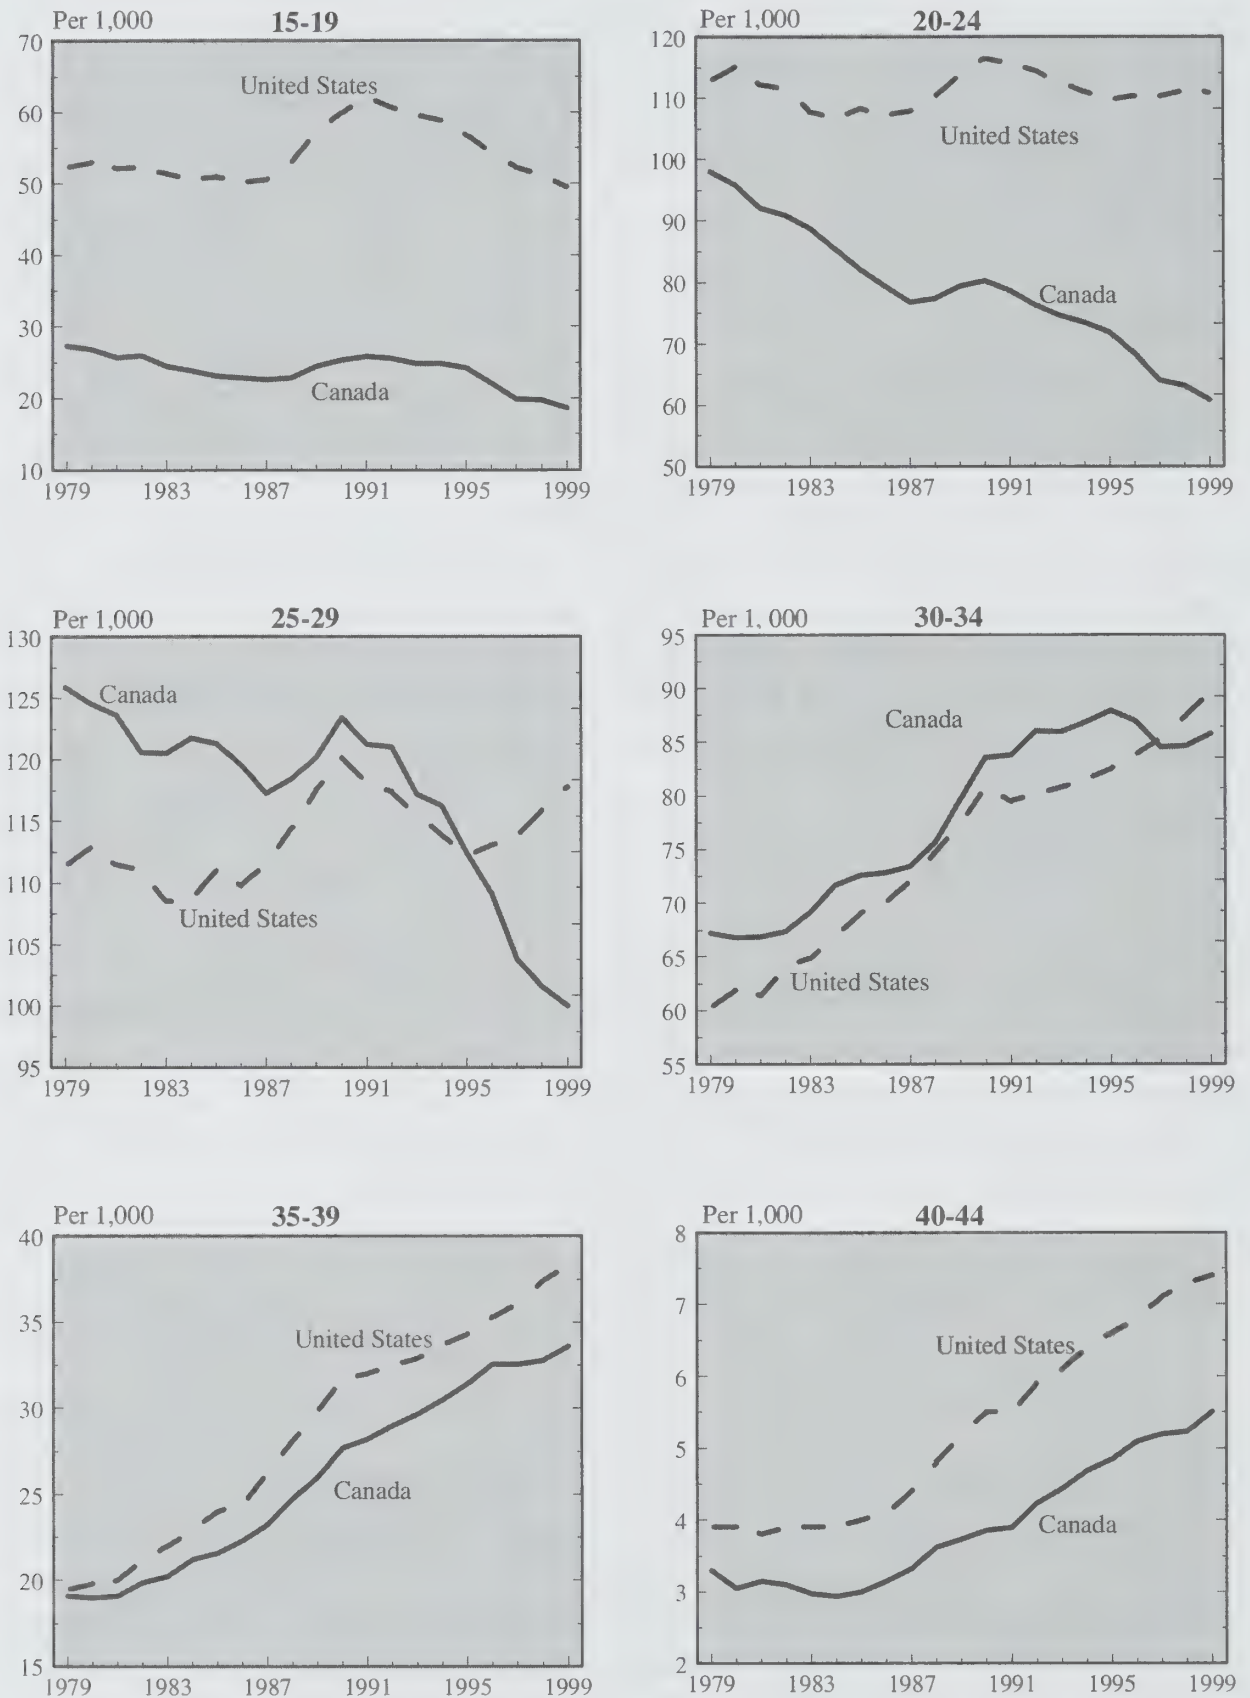 Per 1,000 15-19
70
60
50
40
30
20
10
United States
Canada
1979 1983 1987 1991 1995 1999
Per 1,000 20-24
120
110
100
90
80
70
60
50
United States
Canada
1979 1983 1987 1991 1995 1999
Per 1,000 25-29
130
125
120
115
110
105
100
95
Canada
United States
1979 1983 1987 1991 1995 1999
Per 1, 000 30-34
95
90
85
80
75
70
65
60
55
Canada
United States
1979 1983 1987 1991 1995 1999
Per 1,000 35-39
40
35
30
25
20
15
United States
Canada
1979 1983 1987 1991 1995 1999
Per 1,000 40-44
8
7
6
5
4
3
2
United States
Canada
1979 1983 1987 1991 1995 1999